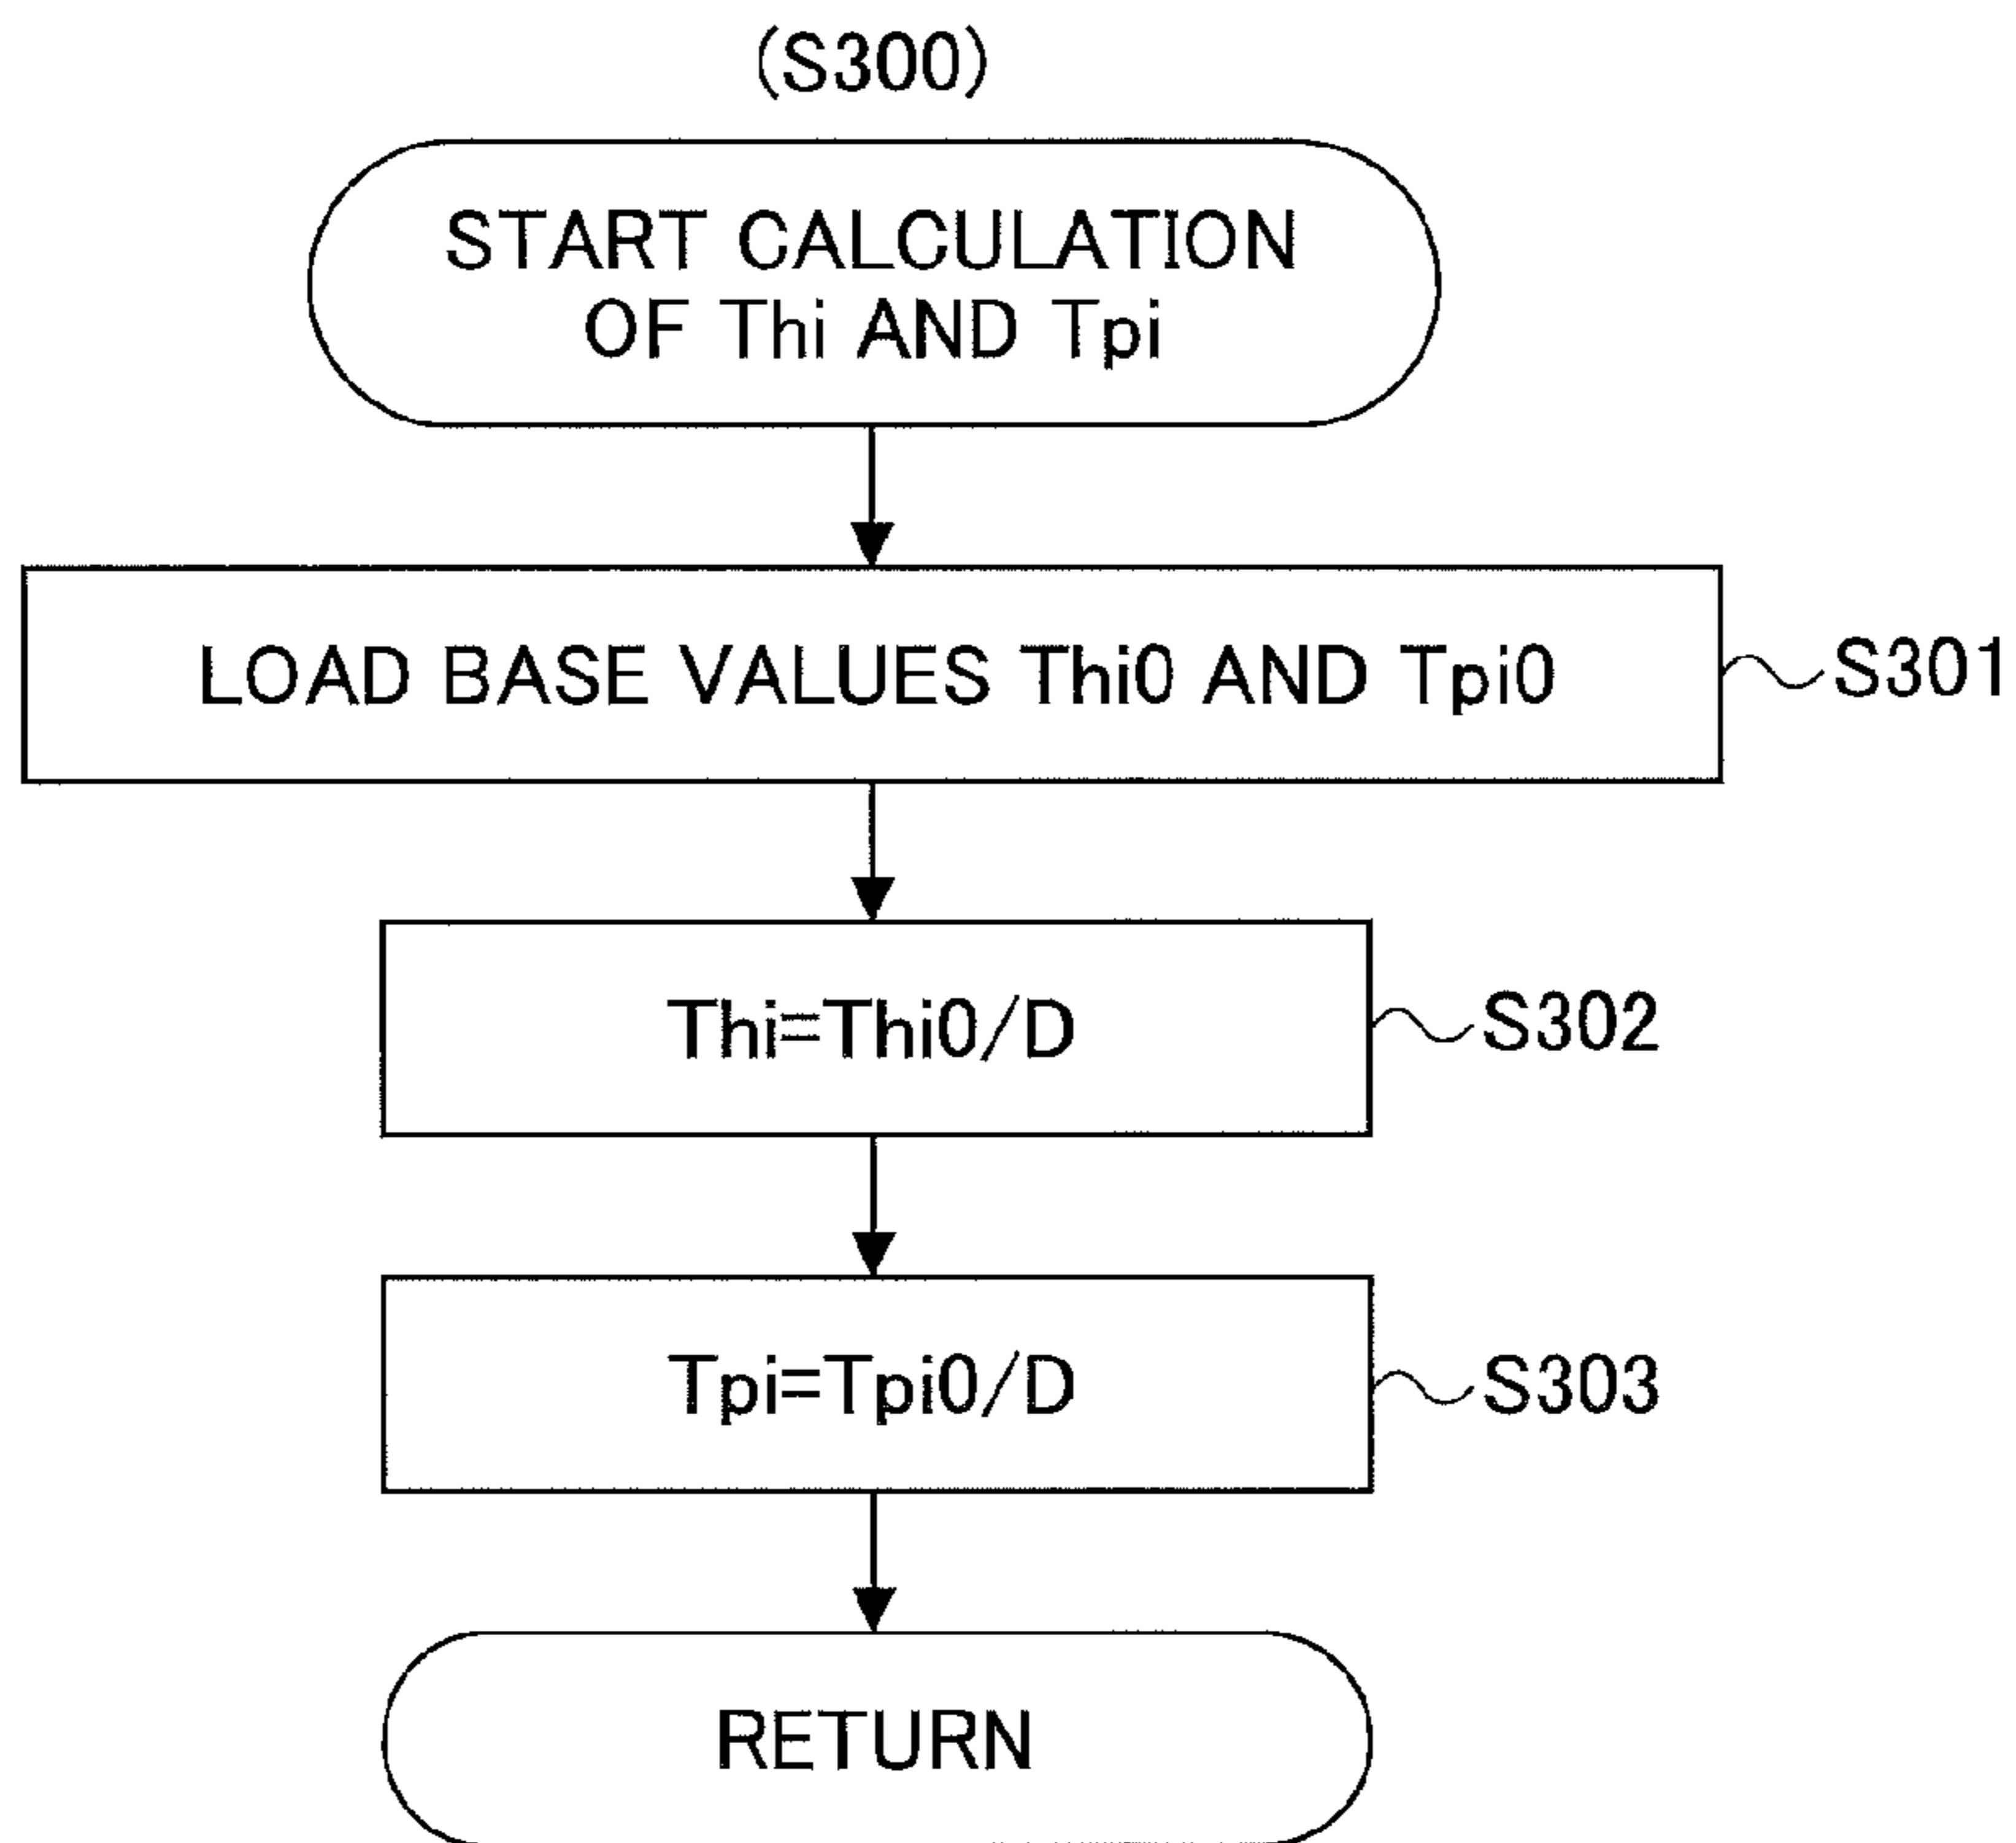 (S300)
START CALCULATION
OF Thi AND Tpi
LOAD BASE VALUES Thi0 AND Tpi0
S301
Thi=Thi0/D
S302
Tpi=Tpi0/D
S303
RETURN